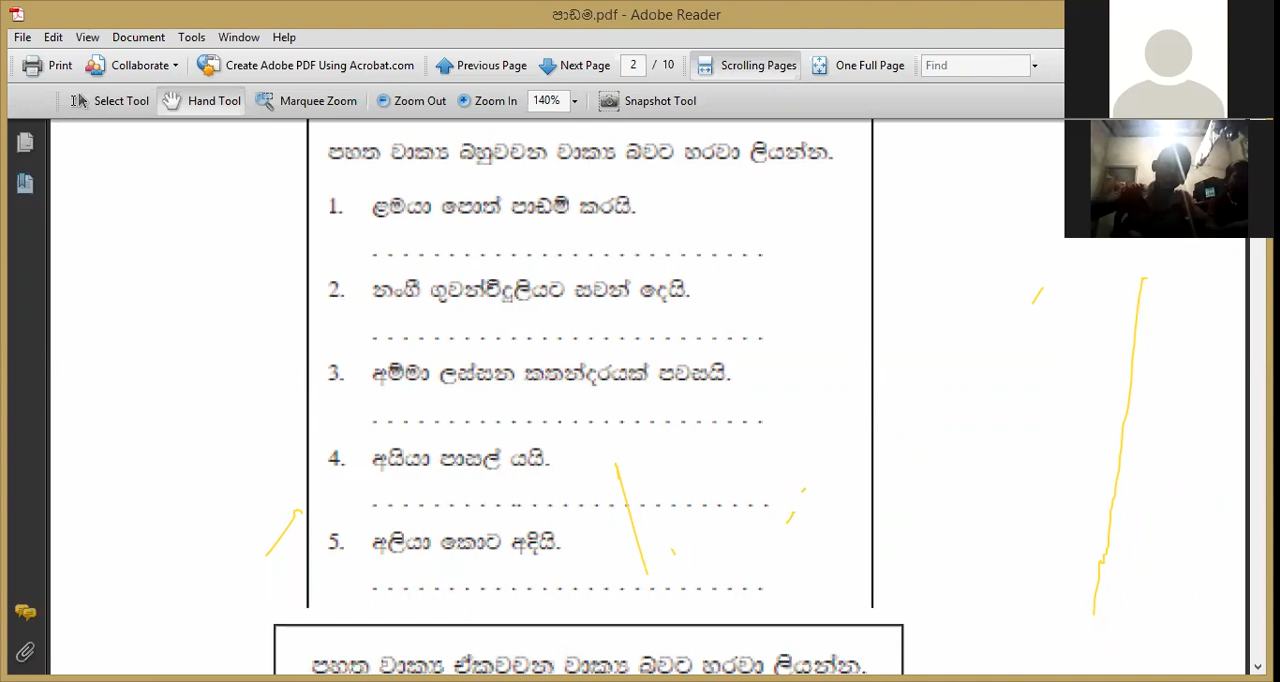 පාඩම.pdf - Adobe Reader
File Edit View Document Tools Window Help
Print Collaborate Create Adobe PDF Using Acrobat.com Previous Page Next Page 2 / 10 Scrolling Pages One Full Page Find
Select Tool Hand Tool Marquee Zoom Zoom Out Zoom In 140% Snapshot Tool
පහත වාක්‍ය බහුවචන වාක්‍ය බවට හරවා ලියන්න.
1. ළමයා පොත් පාඩම් කරයි.
2. නංගී ගුවන්විදුලියට සවන් දෙයි.
3. අම්මා ලස්සන කතන්දරයක් පවසයි.
4. අයියා පාසල් යයි.
5. අලියා කොට අදියි.
පහත වාක්‍ය ඒකවචන වාක්‍ය බවට හරවා ලියන්න.